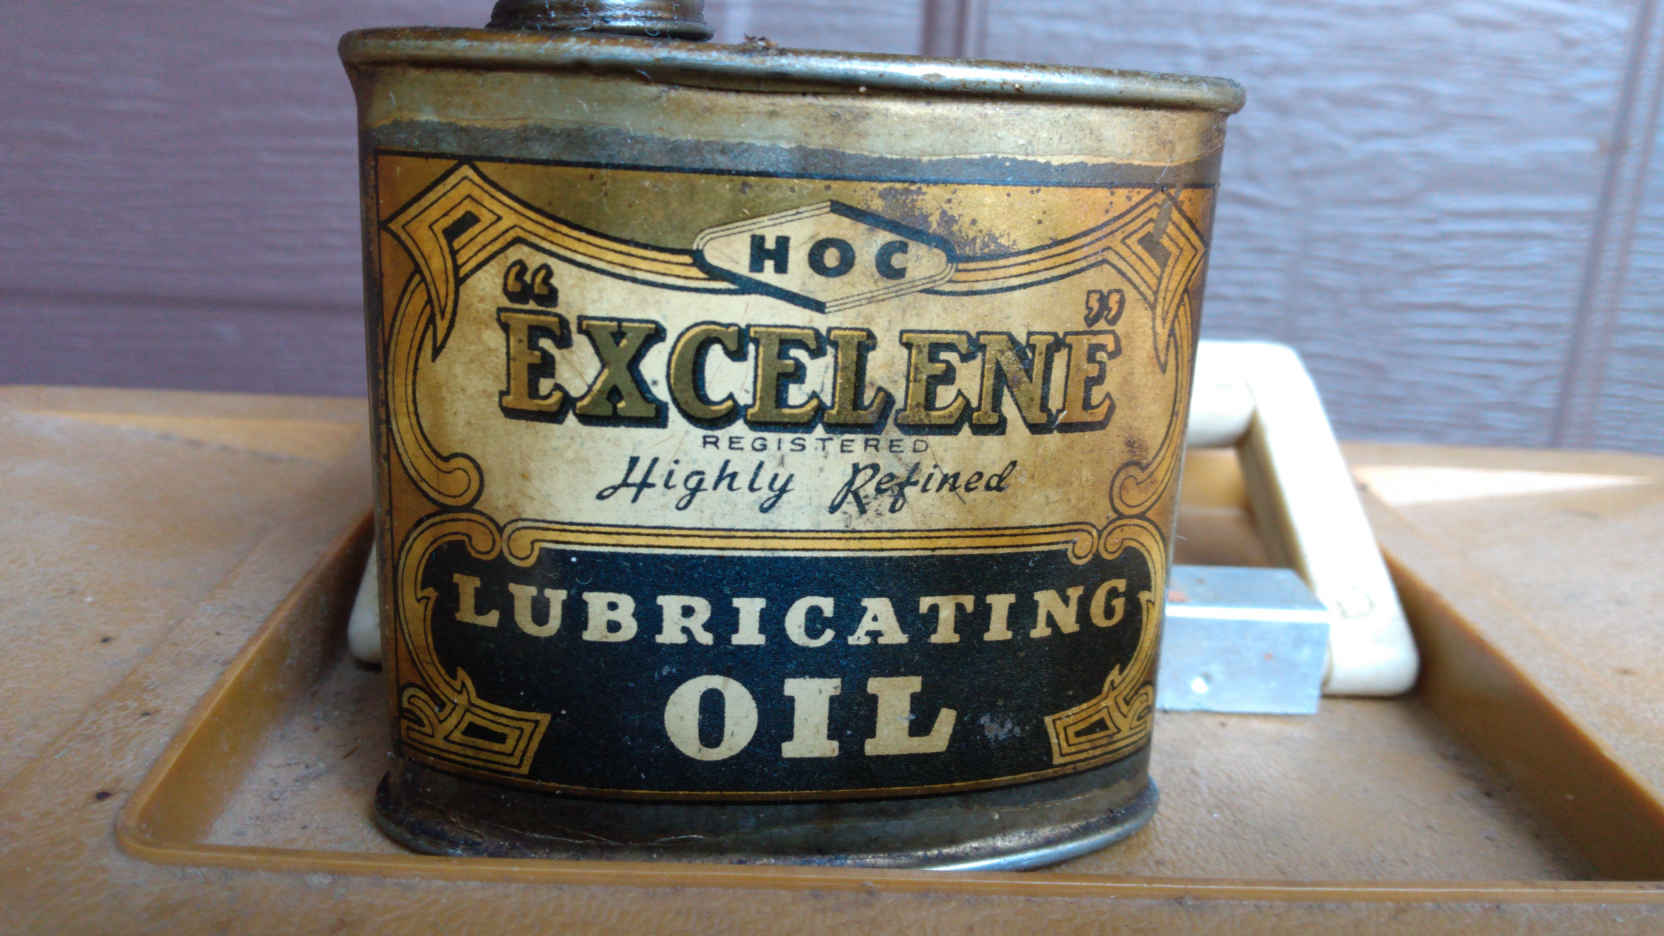 HOC
“EXCELENE”
REGISTERED
Highly Refined
LUBRICATING
OIL